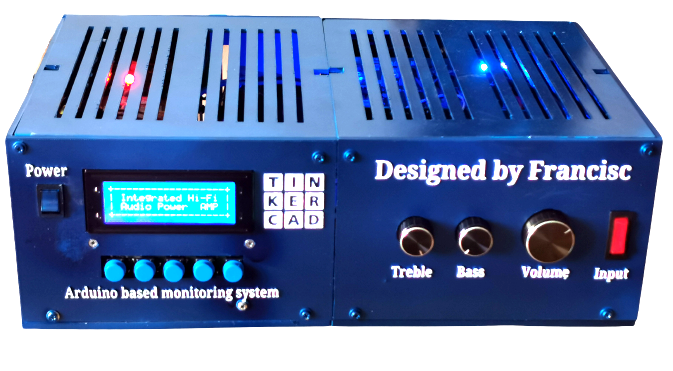 Power
Integrated Hi-Fi
Audio Power AMP
TIN
KER
CAD
Arduino based monitoring system
Designed by Francisc
Treble
Bass
Volume
Input